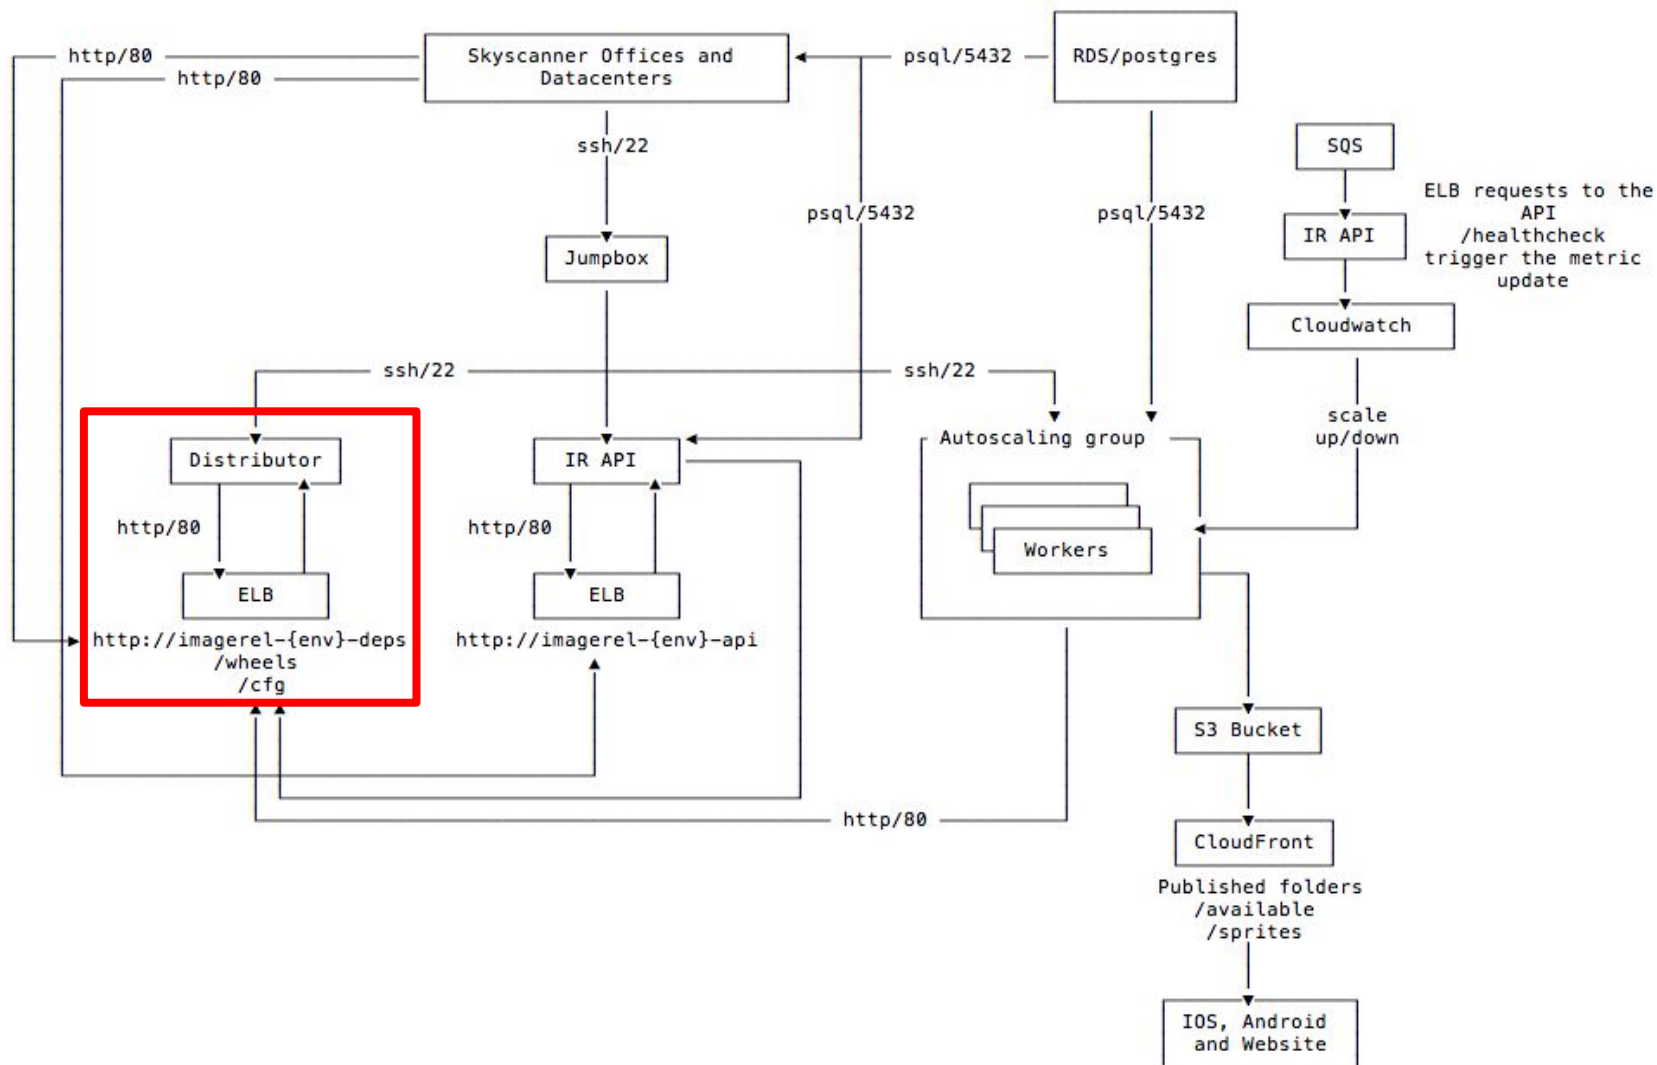 http/80
http/80
Skyscanner Offices and
Datacenters
psql/5432
RDS/postgres
ssh/22
SQS
psql/5432
psql/5432
ELB requests to the
API
/healthcheck
trigger the metric
update
IR API
Jumpbox
Cloudwatch
ssh/22
ssh/22
scale
up/down
Distributor
IR API
Autoscaling group
http/80
http/80
Workers
ELB
ELB
http://imagerel-{env}-deps
/wheels
/cfg
http://imagerel-{env}-api
S3 Bucket
http/80
CloudFront
Published folders
/available
/sprites
IOS, Android
and Website